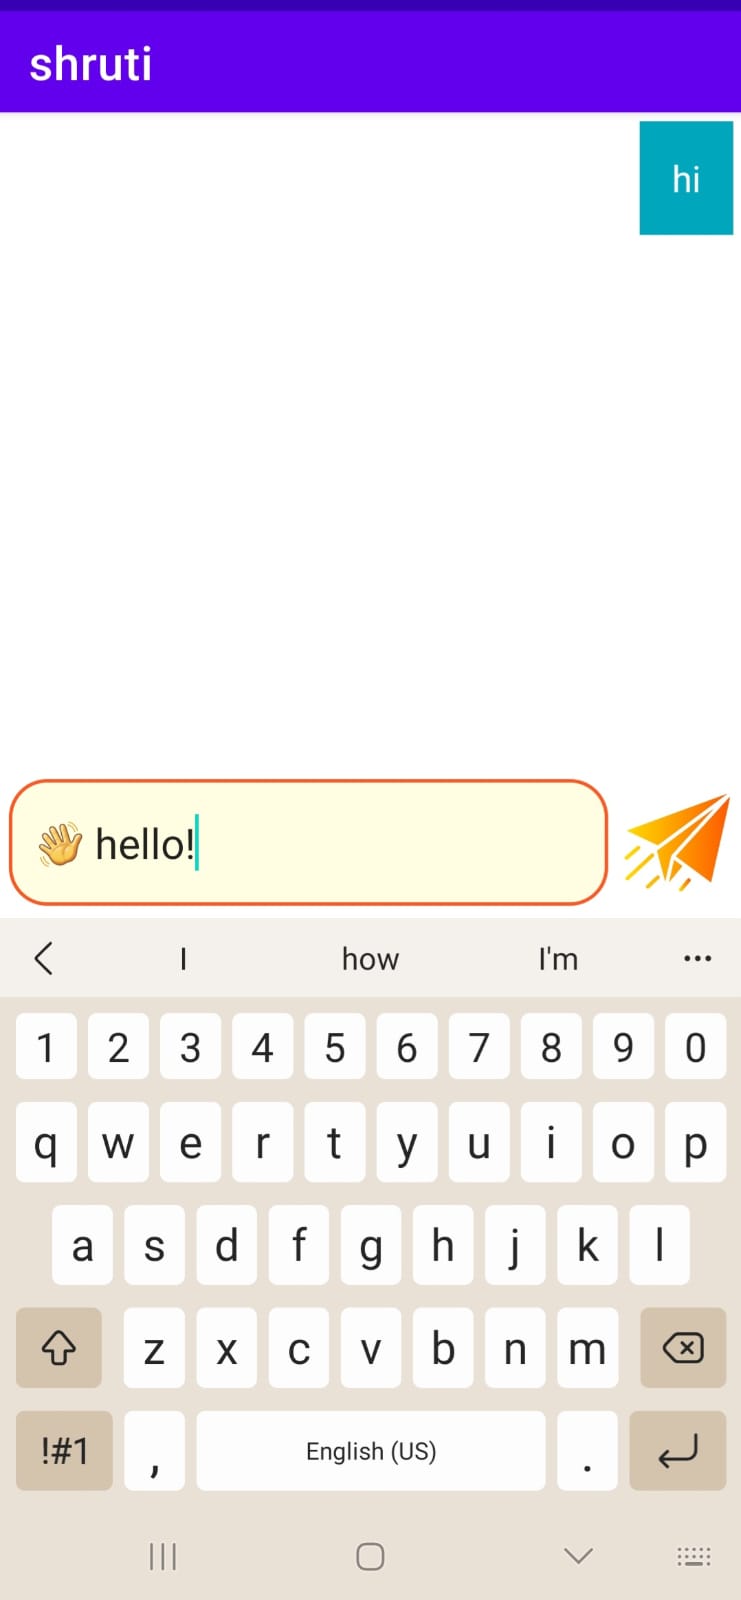 shruti
hi
👋 hello!
I how I'm ...
1 2 3 4 5 6 7 8 9 0
q w e r t y u i o p
a s d f g h j k l
z x c v b n m
!#1 , English (US) .